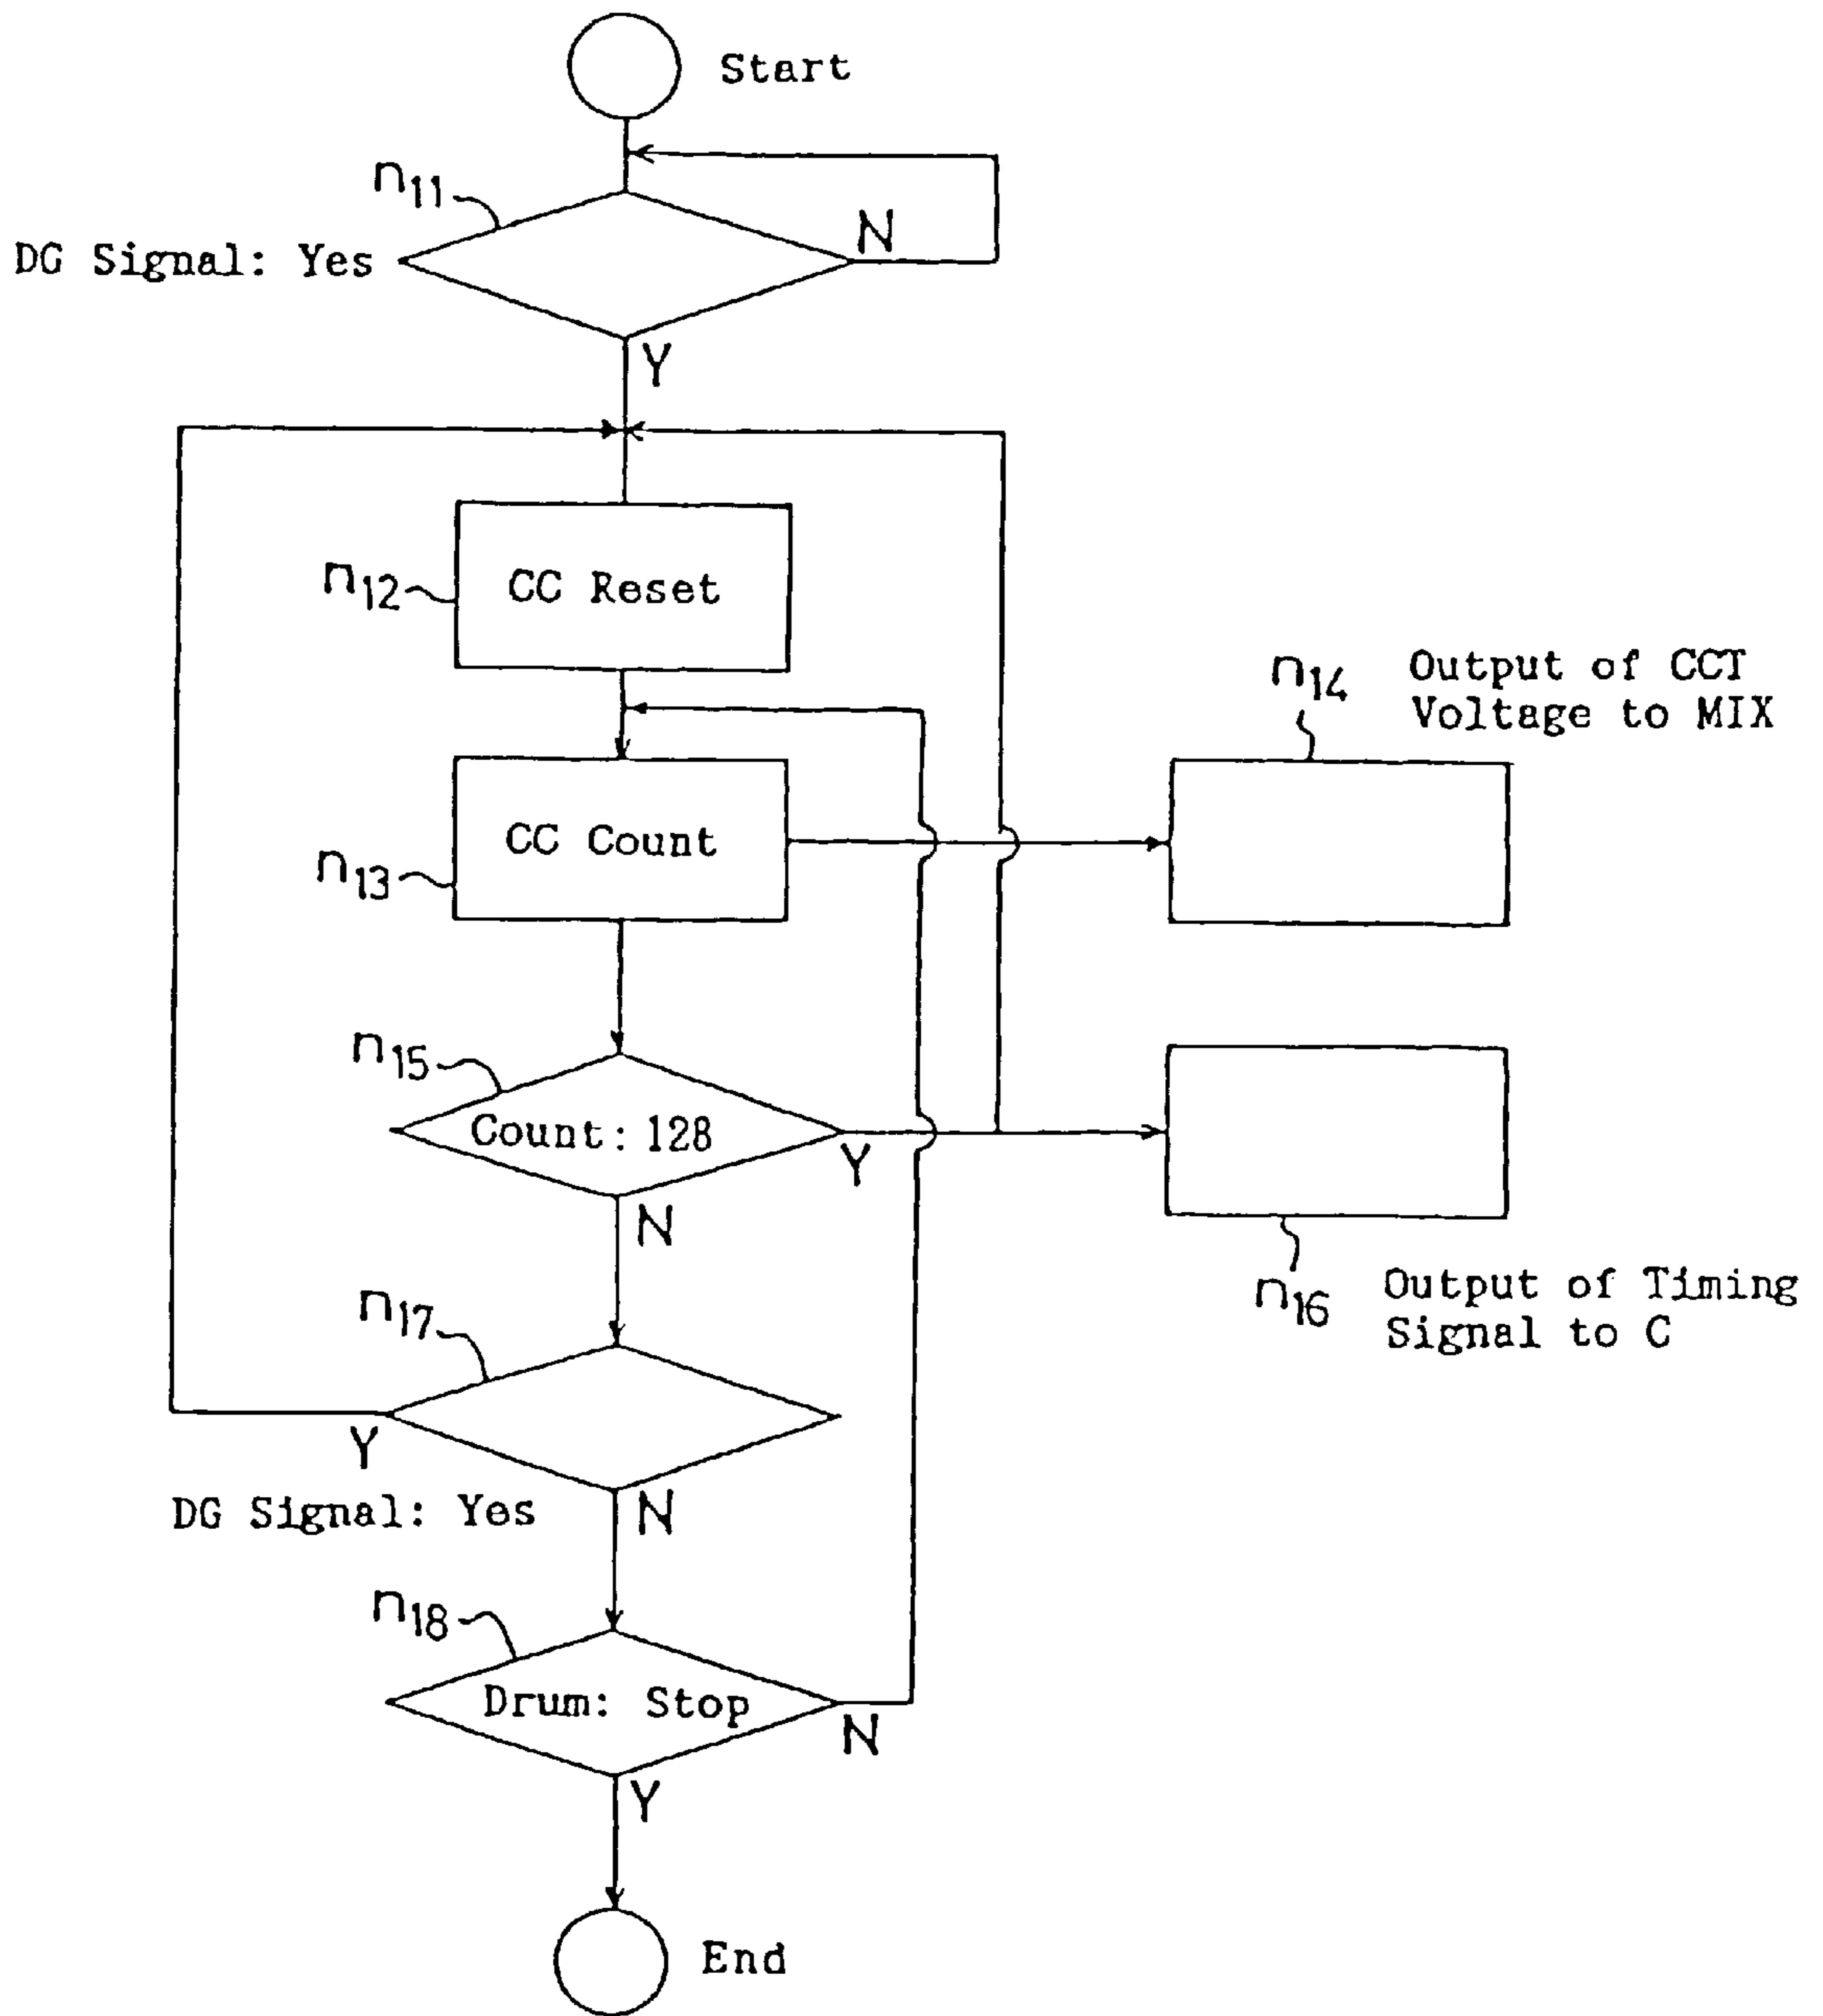 Start
n11
N
DG Signal: Yes
Y
n12
CC Reset
n14
Output of CCT
Voltage to MIX
CC Count
n13
n15
Count: 128
Y
N
n16
Output of Timing
Signal to C
n17
Y
DG Signal: Yes
N
n18
Drum: Stop
N
Y
End